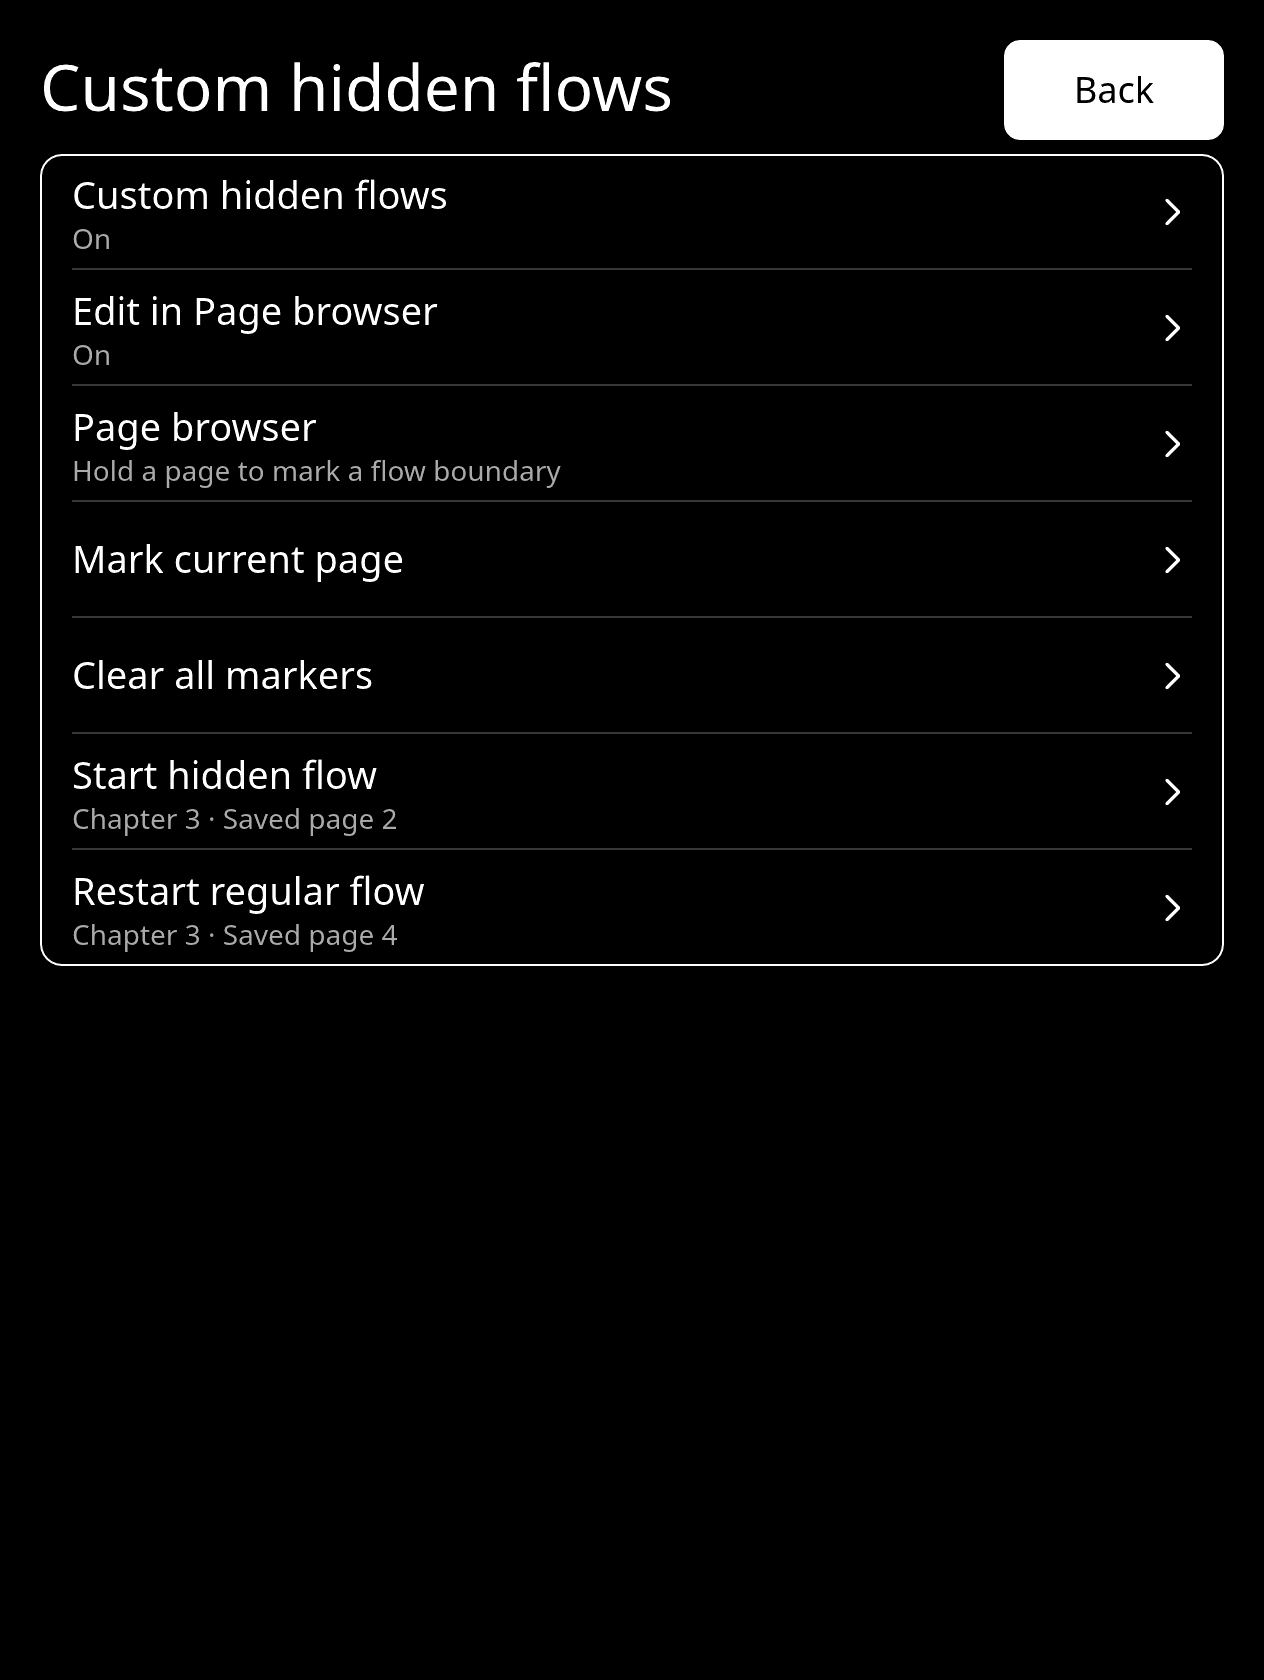 Custom hidden flows
Back
Custom hidden flows
On
Edit in Page browser
On
Page browser
Hold a page to mark a flow boundary
Mark current page
Clear all markers
Start hidden flow
Chapter 3 · Saved page 2
Restart regular flow
Chapter 3 · Saved page 4